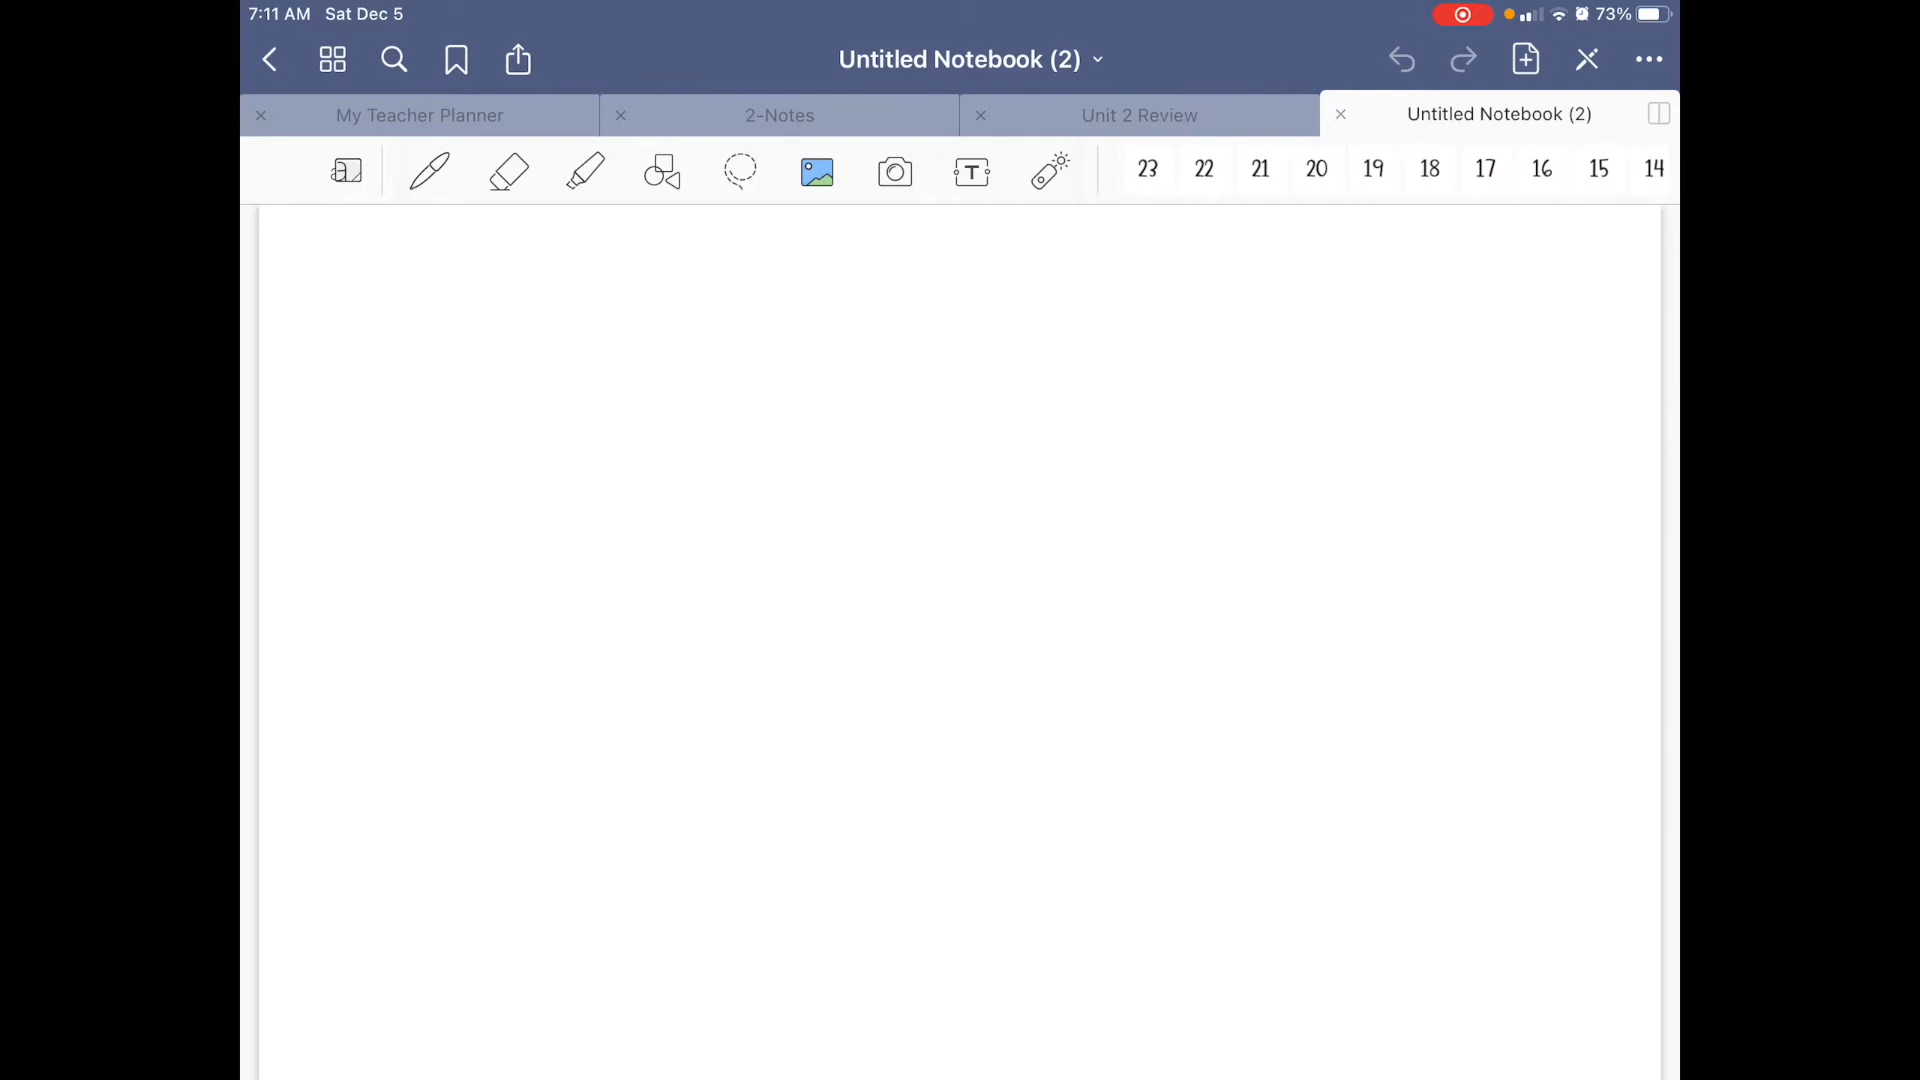 7:11 AM Sat Dec 5 73%
Untitled Notebook (2)
My Teacher Planner 2-Notes Unit 2 Review Untitled Notebook (2)
a T 23 22 21 20 19 18 17 16 15 14